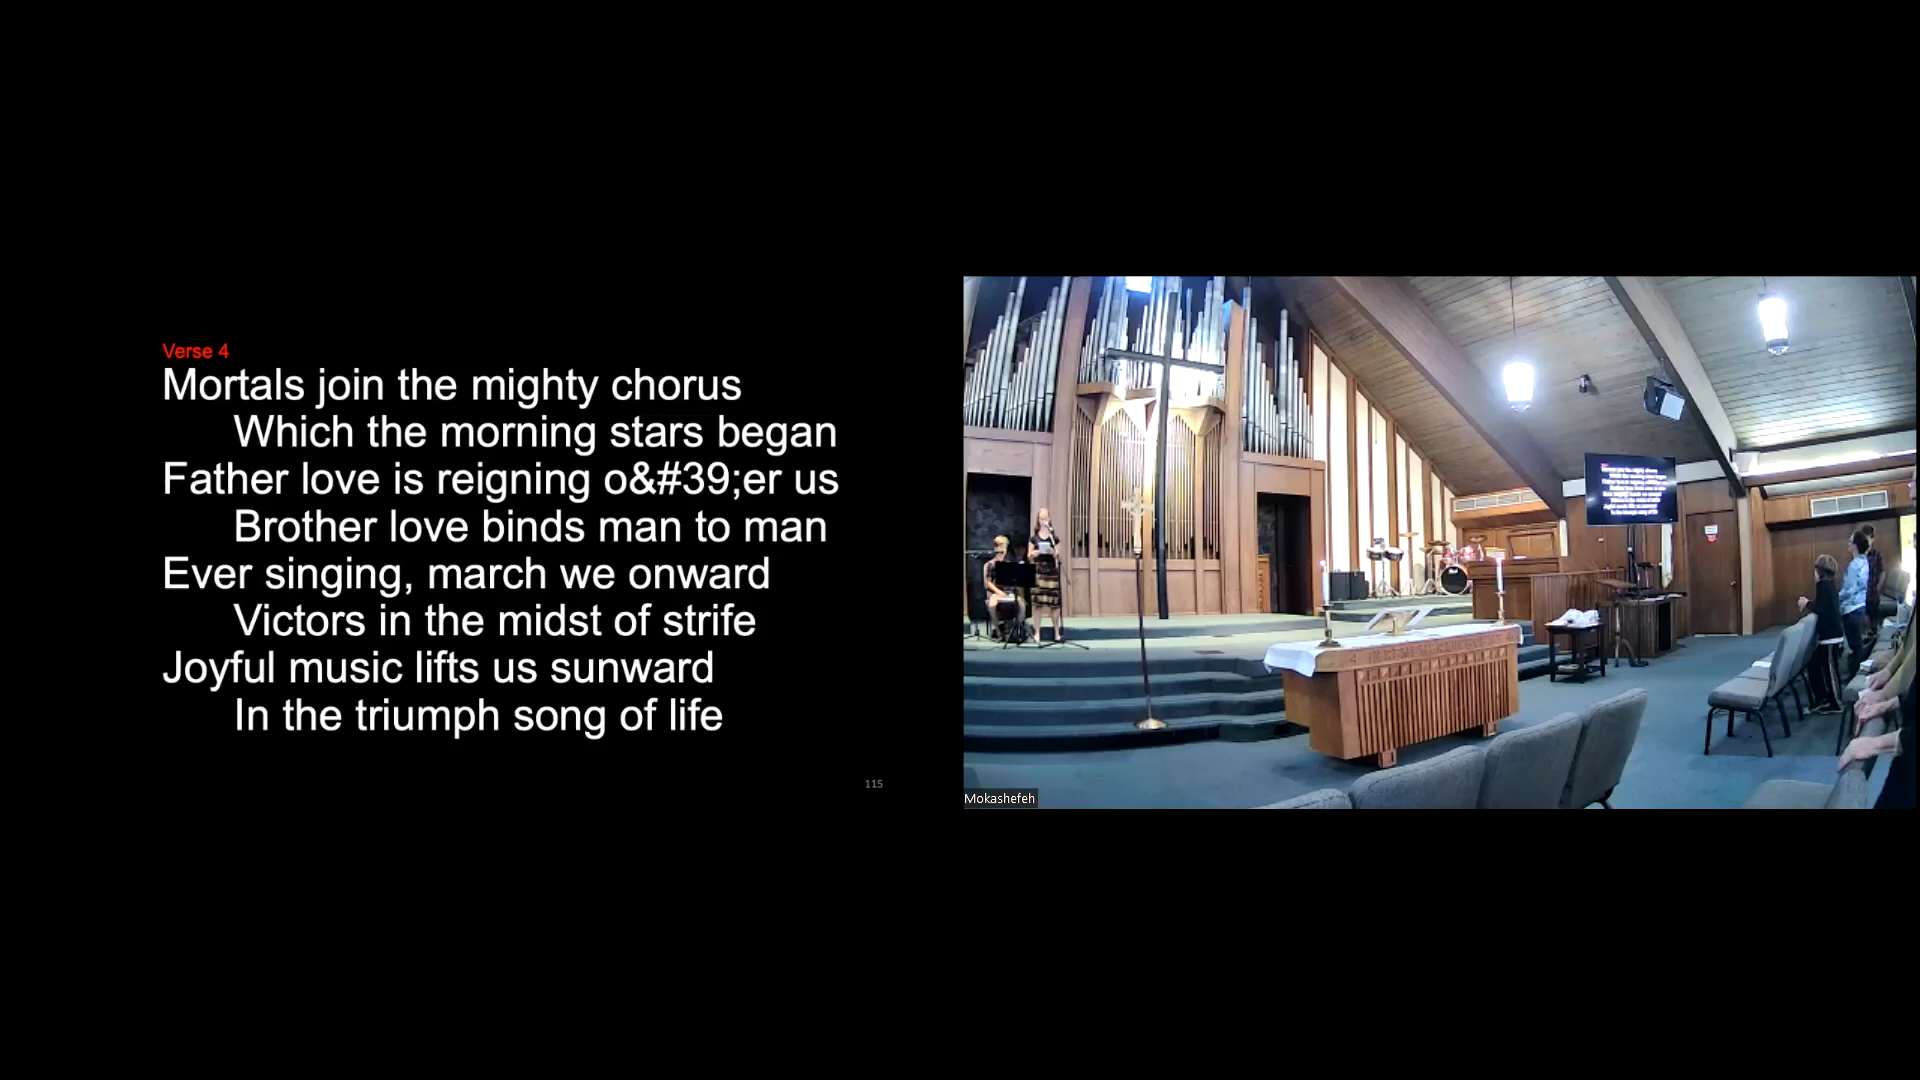 Verse 4
Mortals join the mighty chorus
Which the morning stars began
Father love is reigning o&#39;er us
Brother love binds man to man
Ever singing, march we onward
Victors in the midst of strife
Joyful music lifts us sunward
In the triumph song of life
115
Mokashefeh